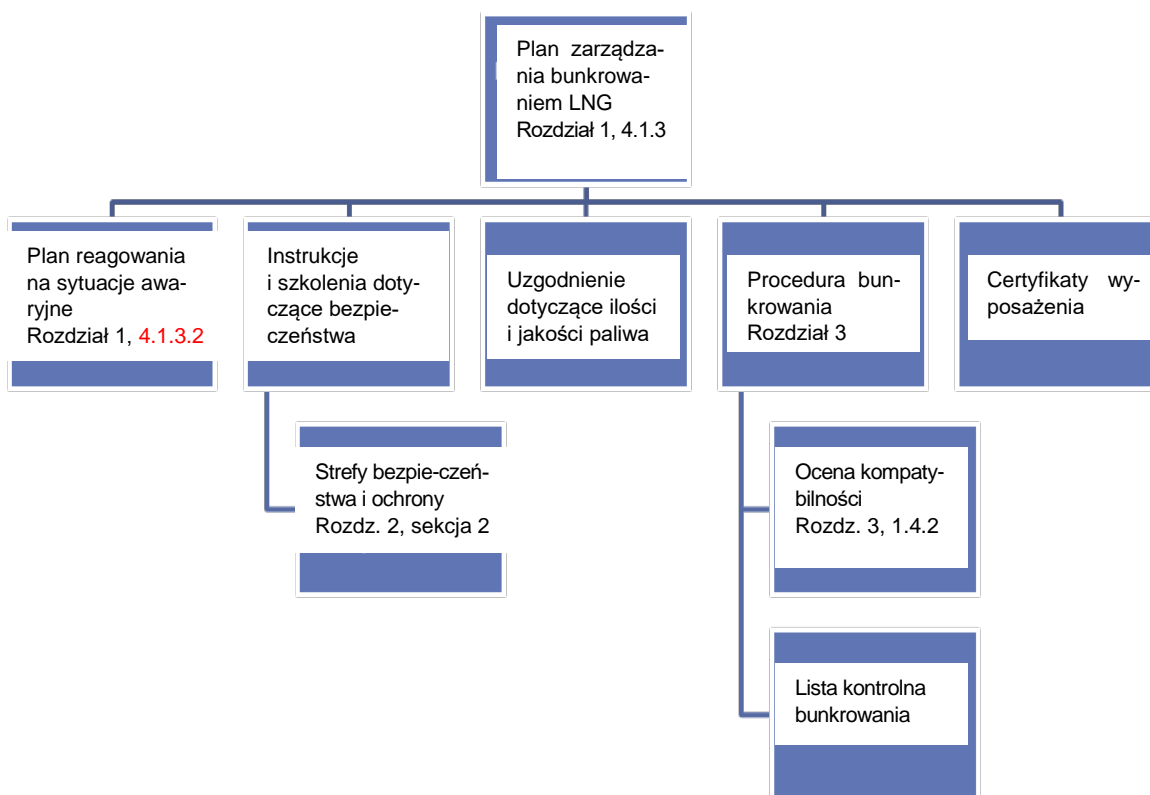 Plan zarządza-
nia bunkrowa-
niem LNG
Rozdział 1, 4.1.3
Plan reagowania
na sytuacje awa-
ryjne
Rozdział 1, 4.1.3.2
Instrukcje
i szkolenia doty-
czące bezpie-
czeństwa
Uzgodnienie
dotyczące ilości
i jakości paliwa
Procedura bun-
krowania
Rozdział 3
Certyfikaty wy-
posażenia
Strefy bezpie-czeń-
stwa i ochrony
Rozdz. 2, sekcja 2
Ocena kompaty-
bilności
Rozdz. 3, 1.4.2
Lista kontrolna
bunkrowania